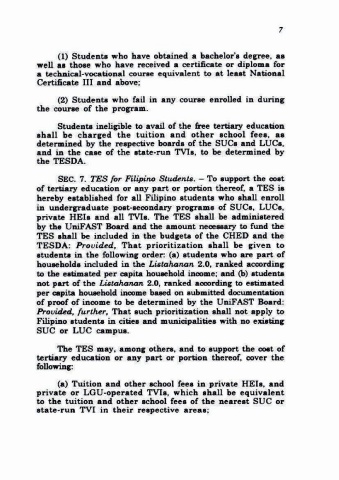 7
(1) Students who have obtained a bachelor's degree, as
well as those who have received a certificate or diploma for
a technical-vocational course equivalent to at least National
Certificate III and above;
(2) Students who fail in any course enrolled in during
the course of the program.
Students ineligible to avail of the free tertiary education
shall be charged the tuition and other school fees, as
determined by the respective boards of the SUCs and LUCs,
and in the case of the state-run TVIs, to be determined by
the TESDA.
SEC. 7. TES for Filipino Students. – To support the cost
of tertiary education or any part or portion thereof, a TES is
hereby established for all Filipino students who shall enroll
in undergraduate post-secondary programs of SUCs, LUCs,
private HEIs and all TVIs. The TES shall be administered
by the UniFAST Board and the amount necessary to fund the
TES shall be included in the budgets of the CHED and the
TESDA: Provided, That prioritization shall be given to
students in the following order: (a) students who are part of
households included in the Listahanan 2.0, ranked according
to the estimated per capita household income; and (b) students
not part of the Listahanan 2.0, ranked according to estimated
per capita household income based on submitted documentation
of proof of income to be determined by the UniFAST Board:
Provided, further, That such prioritization shall not apply to
Filipino students in cities and municipalities with no existing
SUC or LUC campus.
The TES may, among others, and to support the cost of
tertiary education or any part or portion thereof, cover the
following:
(a) Tuition and other school fees in private HEIs, and
private or LGU-operated TVIs, which shall be equivalent
to the tuition and other school fees of the nearest SUC or
state-run TVI in their respective areas;